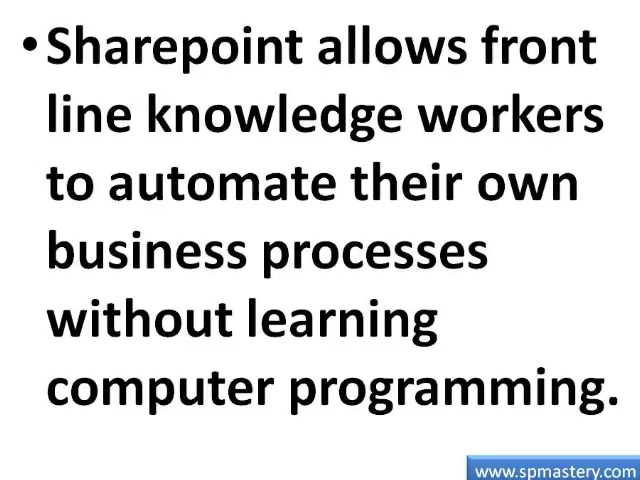 • Sharepoint allows front
line knowledge workers
to automate their own
business processes
without learning
computer programming.
www.spmastery.com